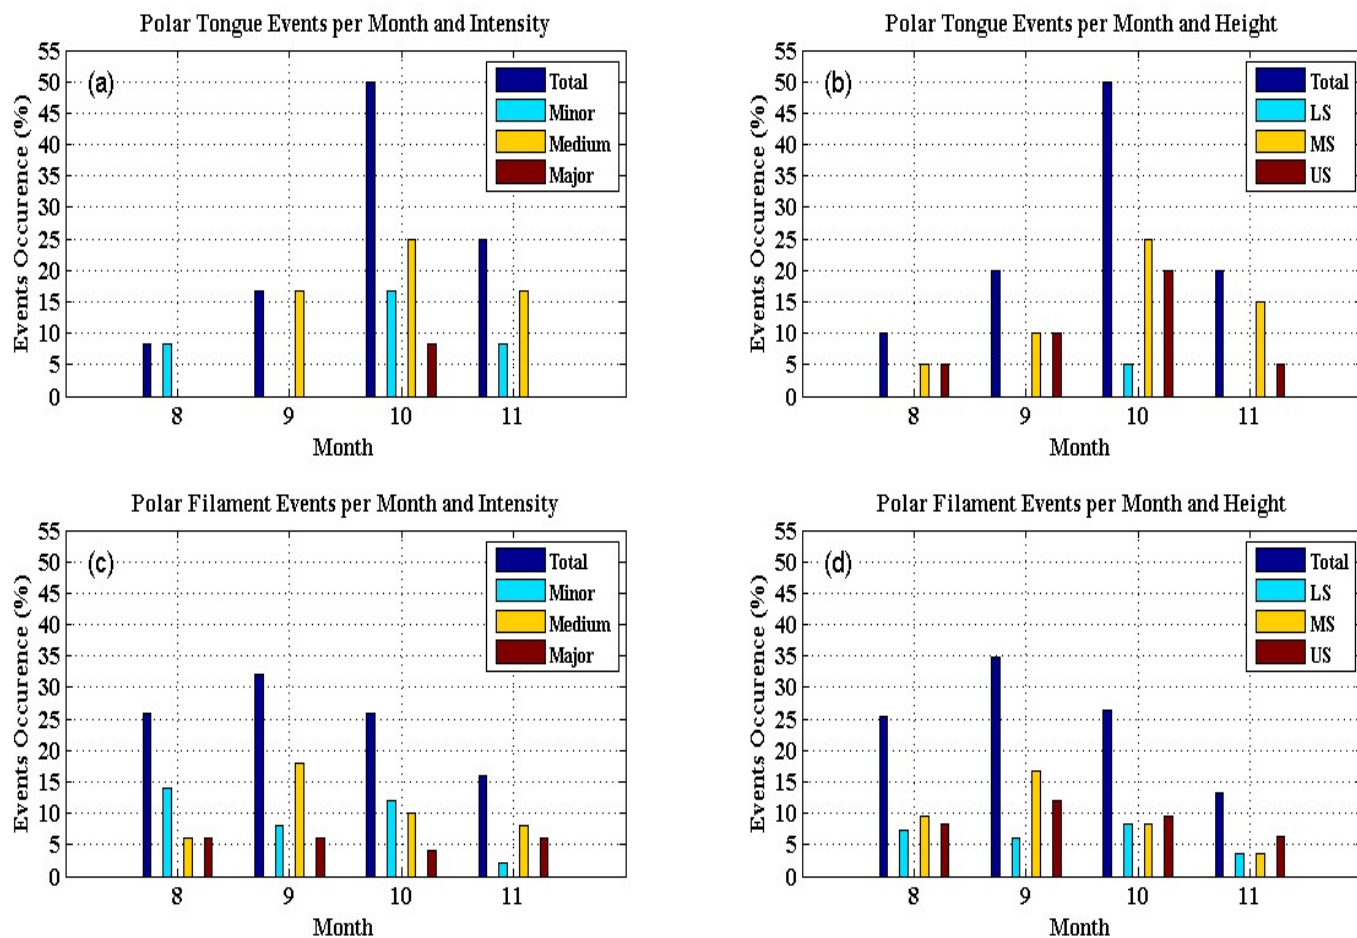 Polar Tongue Events per Month and Intensity
(a)
Total
Minor
Medium
Major
Events Occurence (%)
55
50
45
40
35
30
25
20
15
10
5
0
8 9 10 11
Month
Polar Tongue Events per Month and Height
(b)
Total
LS
MS
US
Events Occurence (%)
55
50
45
40
35
30
25
20
15
10
5
0
8 9 10 11
Month
Polar Filament Events per Month and Intensity
(c)
Total
Minor
Medium
Major
Events Occurence (%)
55
50
45
40
35
30
25
20
15
10
5
0
8 9 10 11
Month
Polar Filament Events per Month and Height
(d)
Total
LS
MS
US
Events Occurence (%)
55
50
45
40
35
30
25
20
15
10
5
0
8 9 10 11
Month